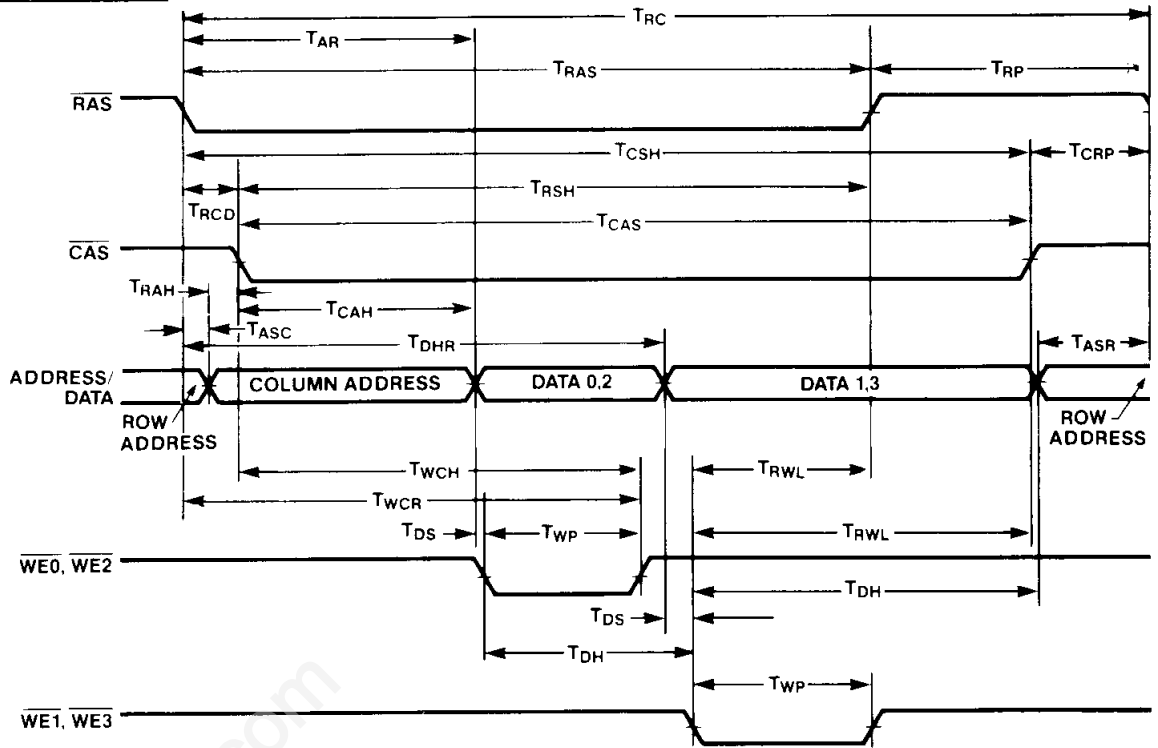 TRC
TAR
TRAS
TRP
RAS
TCSH
TCRP
TRSH
TRCD
TCAS
CAS
TRAH
TCAH
TASC
TDHR
TASR
ADDRESS/
DATA
COLUMN ADDRESS
DATA 0,2
DATA 1,3
ROW
ADDRESS
ROW
ADDRESS
TWCH
TRWL
TWCR
TDS
TWP
TRWL
WE0, WE2
TDH
TDS
TDH
TWP
WE1, WE3
com